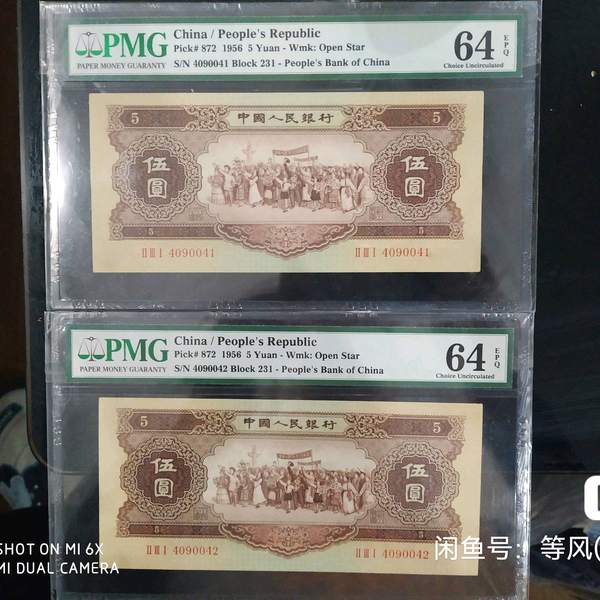 PMG
PAPER MONEY GUARANTY
China / People's Republic
Pick# 872 1956 5 Yuan - Wmk: Open Star
S/N 4090041 Block 231 - People's Bank of China
64 EPQ
Choice Uncirculated
5 中國人民銀行 5
伍圓 伍圓
5 5
II III I 4090041 II III I 4090041
PMG
PAPER MONEY GUARANTY
China / People's Republic
Pick# 872 1956 5 Yuan - Wmk: Open Star
S/N 4090042 Block 231 - People's Bank of China
64 EPQ
Choice Uncirculated
5 中國人民銀行 5
伍圓 伍圓
5 5
II III I 4090042 II III I 4090042
SHOT ON MI 6X
MI DUAL CAMERA
闲鱼号：等风(